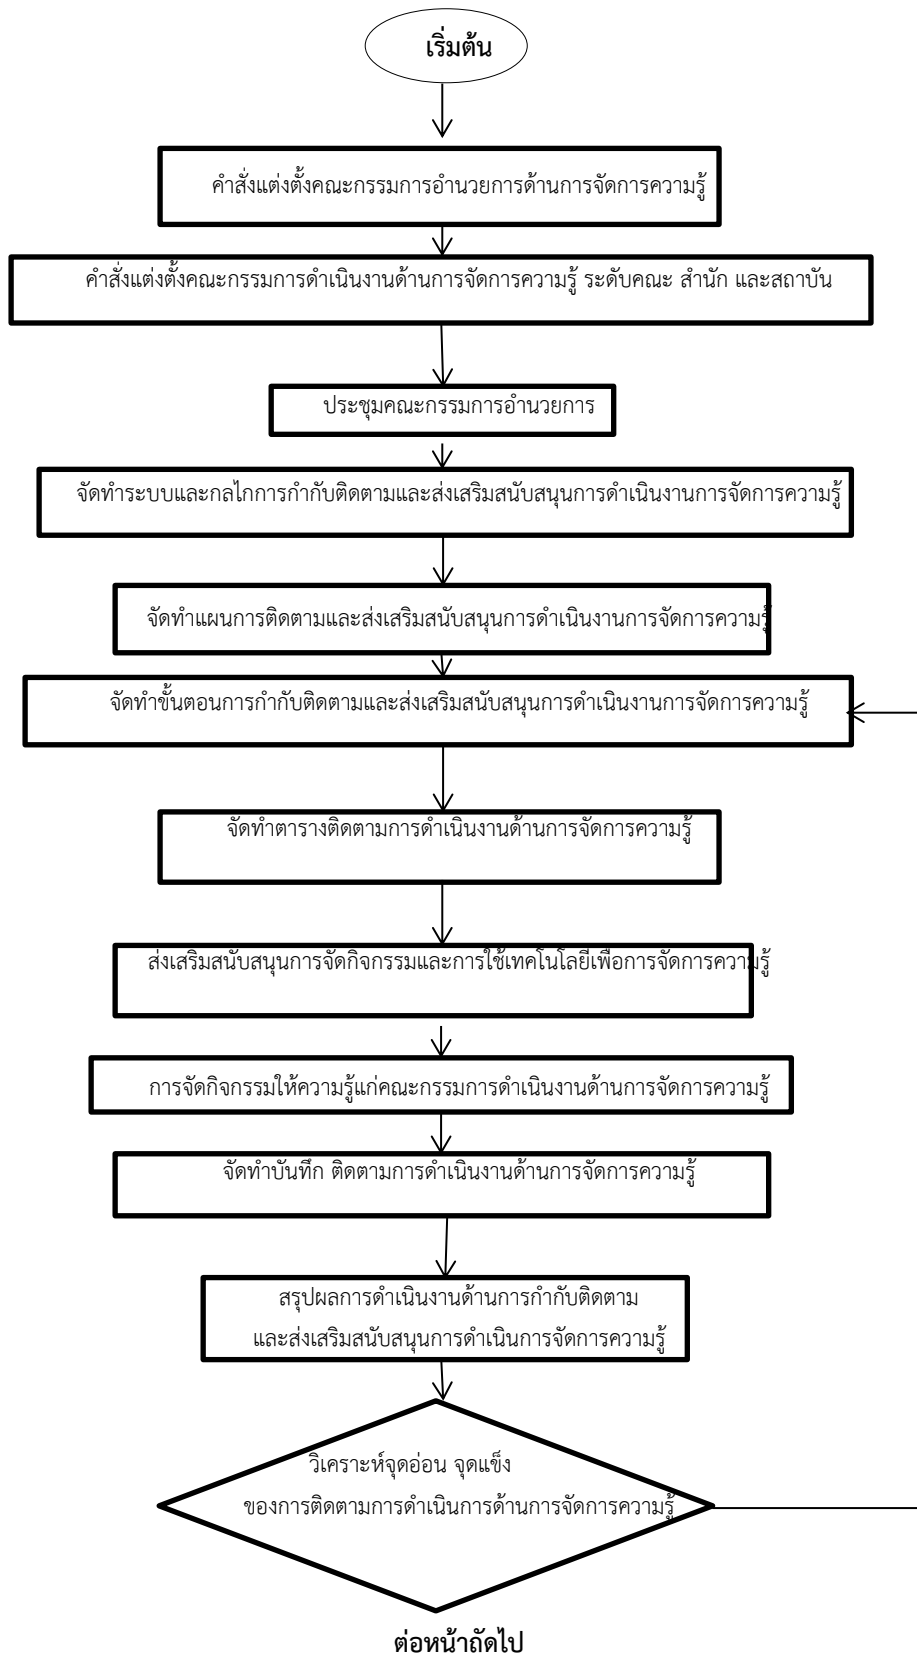 เริ่มต้น
คำสั่งแต่งตั้งคณะกรรมการอำนวยการด้านการจัดการความรู้
คำสั่งแต่งตั้งคณะกรรมการดำเนินงานด้านการจัดการความรู้ ระดับคณะ สำนัก และสถาบัน
ประชุมคณะกรรมการอำนวยการ
จัดทำระบบและกลไกการกำกับติดตามและส่งเสริมสนับสนุนการดำเนินงานการจัดการความรู้
จัดทำแผนการติดตามและส่งเสริมสนับสนุนการดำเนินงานการจัดการความรู้
จัดทำขั้นตอนการกำกับติดตามและส่งเสริมสนับสนุนการดำเนินงานการจัดการความรู้
จัดทำตารางติดตามการดำเนินงานด้านการจัดการความรู้
ส่งเสริมสนับสนุนการจัดกิจกรรมและการใช้เทคโนโลยีเพื่อการจัดการความรู้
การจัดกิจกรรมให้ความรู้แก่คณะกรรมการดำเนินงานด้านการจัดการความรู้
จัดทำบันทึก ติดตามการดำเนินงานด้านการจัดการความรู้
สรุปผลการดำเนินงานด้านการกำกับติดตาม
และส่งเสริมสนับสนุนการดำเนินการจัดการความรู้
วิเคราะห์จุดอ่อน จุดแข็ง
ของการติดตามการดำเนินการด้านการจัดการความรู้
ต่อหน้าถัดไป